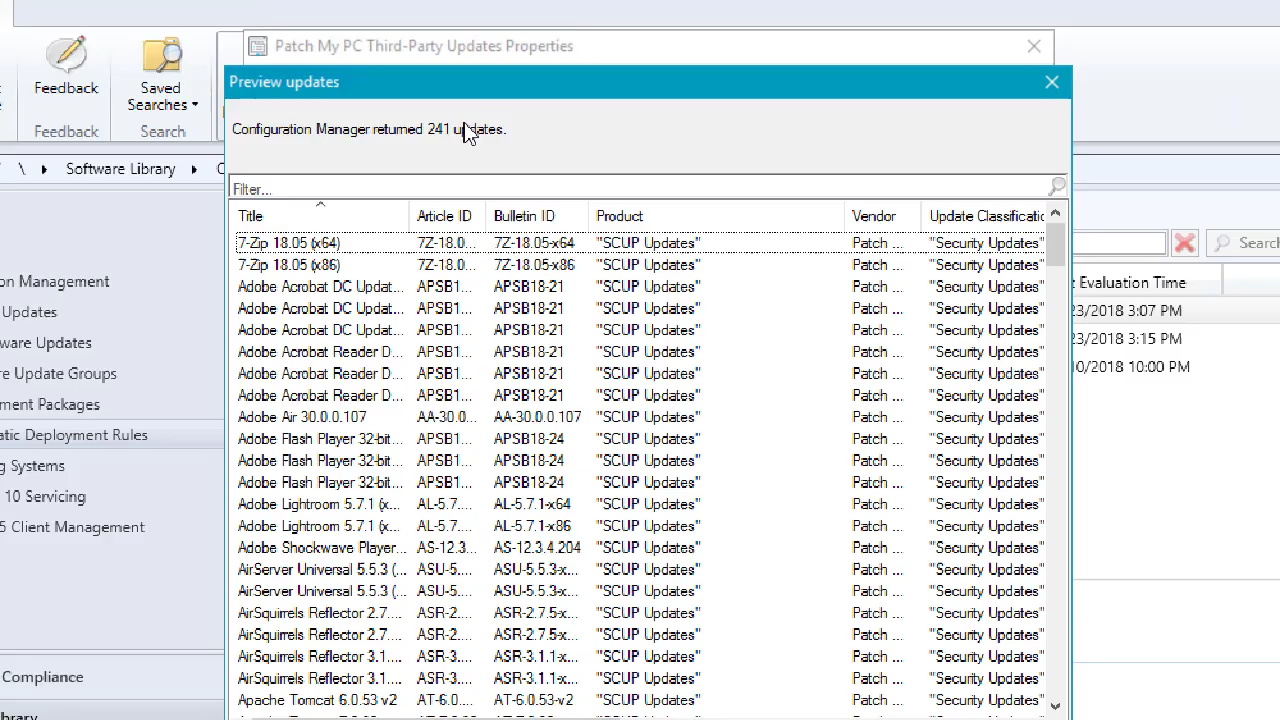 Patch My PC Third-Party Updates Properties
Feedback
Saved
Searches
Feedback
Search
Preview updates
Configuration Manager returned 241 updates.
\ Software Library
Filter...
Title Article ID Bulletin ID Product Vendor Update Classificatic
7-Zip 18.05 (x64) 7Z-18.0... 7Z-18.05-x64 "SCUP Updates" Patch ... "Security Updates"
7-Zip 18.05 (x86) 7Z-18.0... 7Z-18.05-x86 "SCUP Updates" Patch ... "Security Updates"
Adobe Acrobat DC Updat... APSB1... APSB18-21 "SCUP Updates" Patch ... "Security Updates"
Adobe Acrobat DC Updat... APSB1... APSB18-21 "SCUP Updates" Patch ... "Security Updates"
Adobe Acrobat DC Updat... APSB1... APSB18-21 "SCUP Updates" Patch ... "Security Updates"
Adobe Acrobat Reader D... APSB1... APSB18-21 "SCUP Updates" Patch ... "Security Updates"
Adobe Acrobat Reader D... APSB1... APSB18-21 "SCUP Updates" Patch ... "Security Updates"
Adobe Acrobat Reader D... APSB1... APSB18-21 "SCUP Updates" Patch ... "Security Updates"
Adobe Air 30.0.0.107 AA-30.0... AA-30.0.0.107 "SCUP Updates" Patch ... "Security Updates"
Adobe Flash Player 32-bit... APSB1... APSB18-24 "SCUP Updates" Patch ... "Security Updates"
Adobe Flash Player 32-bit... APSB1... APSB18-24 "SCUP Updates" Patch ... "Security Updates"
Adobe Flash Player 32-bit... APSB1... APSB18-24 "SCUP Updates" Patch ... "Security Updates"
Adobe Lightroom 5.7.1 (x... AL-5.7... AL-5.7.1-x64 "SCUP Updates" Patch ... "Security Updates"
Adobe Lightroom 5.7.1 (x... AL-5.7... AL-5.7.1-x86 "SCUP Updates" Patch ... "Security Updates"
Adobe Shockwave Player... AS-12.3... AS-12.3.4.204 "SCUP Updates" Patch ... "Security Updates"
AirServer Universal 5.5.3 (... ASU-5.... ASU-5.5.3-x... "SCUP Updates" Patch ... "Security Updates"
AirServer Universal 5.5.3 (... ASU-5.... ASU-5.5.3-x... "SCUP Updates" Patch ... "Security Updates"
AirSquirrels Reflector 2.7.... ASR-2.... ASR-2.7.5-x... "SCUP Updates" Patch ... "Security Updates"
AirSquirrels Reflector 2.7.... ASR-2.... ASR-2.7.5-x... "SCUP Updates" Patch ... "Security Updates"
AirSquirrels Reflector 3.1.... ASR-3.... ASR-3.1.1-x... "SCUP Updates" Patch ... "Security Updates"
AirSquirrels Reflector 3.1.... ASR-3.... ASR-3.1.1-x... "SCUP Updates" Patch ... "Security Updates"
Apache Tomcat 6.0.53 v2 AT-6.0.... AT-6.0.53-v2 "SCUP Updates" Patch ... "Security Updates"
on Management
Updates
ware Updates
re Update Groups
ment Packages
atic Deployment Rules
g Systems
10 Servicing
5 Client Management
Compliance
ibrary
Searc
Evaluation Time
23/2018 3:07 PM
23/2018 3:15 PM
0/2018 10:00 PM